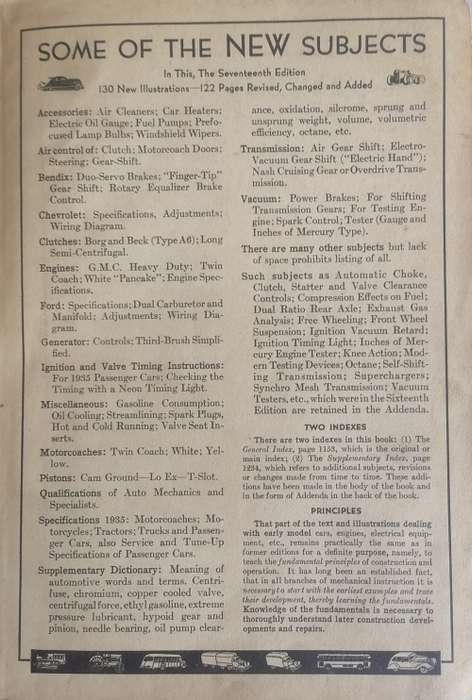 SOME OF THE NEW SUBJECTS
In This, The Seventeenth Edition
130 New Illustrations—122 Pages Revised, Changed and Added
Accessories: Air Cleaners; Car Heaters;
Electric Oil Gauge; Fuel Pumps; Prefo-
cused Lamp Bulbs; Windshield Wipers.
Air control of: Clutch; Motorcoach Doors;
Steering; Gear-Shift.
Bendix: Duo-Servo Brakes; "Finger-Tip"
Gear Shift; Rotary Equalizer Brake
Control.
Chevrolet: Specifications, Adjustments;
Wiring Diagram.
Clutches: Borg and Beck (Type A6); Long
Semi-Centrifugal.
Engines: G.M.C. Heavy Duty; Twin
Coach; White "Pancake"; Engine Spec-
ifications.
Ford: Specifications; Dual Carburetor and
Manifold; Adjustments; Wiring Dia-
gram.
Generator: Controls; Third-Brush Simpli-
fied.
Ignition and Valve Timing Instructions:
For 1935 Passenger Cars; Checking the
Timing with a Neon Timing Light.
Miscellaneous: Gasoline Consumption;
Oil Cooling; Streamlining; Spark Plugs,
Hot and Cold Running; Valve Seat In-
serts.
Motorcoaches: Twin Coach; White; Yel-
low.
Pistons: Cam Ground—Lo Ex—T-Slot.
Qualifications of Auto Mechanics and
Specialists.
Specifications 1935: Motorcoaches; Mo-
torcycles; Tractors; Trucks and Passen-
ger Cars, also Service and Tune-Up
Specifications of Passenger Cars.
Supplementary Dictionary: Meaning of
automotive words and terms. Centri-
fuse, chromium, copper cooled valve,
centrifugal force, ethyl gasoline, extreme
pressure lubricant, hypoid gear and
pinion, needle bearing, oil pump clear-
ance, oxidation, silcrome, sprung and
unsprung weight, volume, volumetric
efficiency, octane, etc.
Transmission: Air Gear Shift; Electro-
Vacuum Gear Shift ("Electric Hand");
Nash Cruising Gear or Overdrive Trans-
mission.
Vacuum: Power Brakes; For Shifting
Transmission Gears; For Testing En-
gine; Spark Control; Tester (Gauge and
Inches of Mercury Type).
There are many other subjects but lack
of space prohibits listing of all.
Such subjects as Automatic Choke,
Clutch, Starter and Valve Clearance
Controls; Compression Effects on Fuel;
Dual Ratio Rear Axle; Exhaust Gas
Analysis; Free Wheeling; Front Wheel
Suspension; Ignition Vacuum Retard;
Ignition Timing Light; Inches of Mer-
cury Engine Tester; Knee Action; Mod-
ern Testing Devices; Octane; Self-Shift-
ing Transmission; Superchargers;
Synchro Mesh Transmission; Vacuum
Testers, etc., which were in the Sixteenth
Edition are retained in the Addenda.
TWO INDEXES
There are two indexes in this book: (1) The
General Index, page 1153, which is the original or
main index; (2) The Supplementary Index, page
1234, which refers to additional subjects, revisions
or changes made from time to time. These addi-
tions have been made in the body of the book and
in the form of Addenda in the back of the book.
PRINCIPLES
That part of the text and illustrations dealing
with early model cars, engines, electrical equip-
ment, etc., remains practically the same as in
former editions for a definite purpose, namely, to
teach the fundamental principles of construction and
operation. It has long been an established fact,
that in all branches of mechanical instruction it is
necessary to start with the earliest examples and trace
their development, thereby learning the fundamentals.
Knowledge of the fundamentals is necessary to
thoroughly understand later construction devel-
opments and repairs.